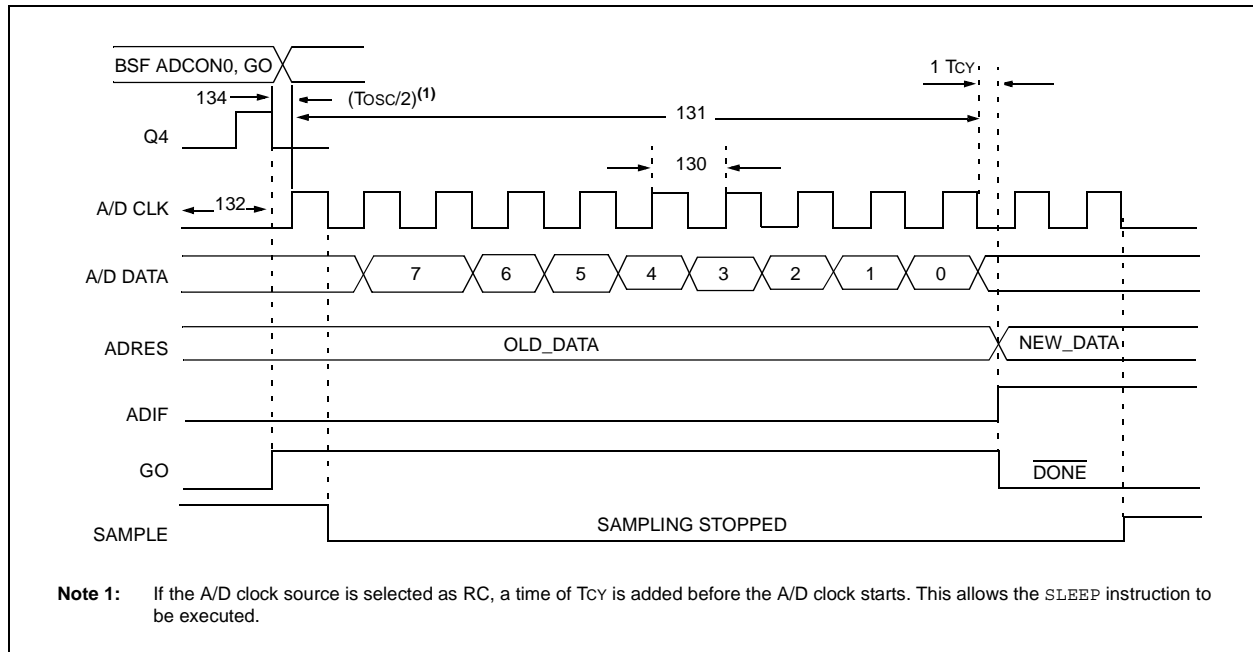 BSF ADCON0, GO
134
(TOSC/2)(1)
1 TCY
131
Q4
130
A/D CLK
132
A/D DATA
7 6 5 4 3 2 1 0
ADRES
OLD_DATA
NEW_DATA
ADIF
GO
DONE
SAMPLE
SAMPLING STOPPED
Note 1: If the A/D clock source is selected as RC, a time of TCY is added before the A/D clock starts. This allows the SLEEP instruction to
be executed.